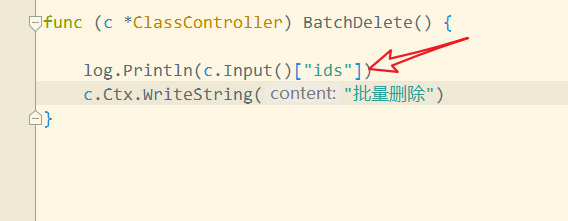 func (c *ClassController) BatchDelete() {
log.Println(c.Input()["ids"])
c.Ctx.WriteString( content: "批量删除")
}